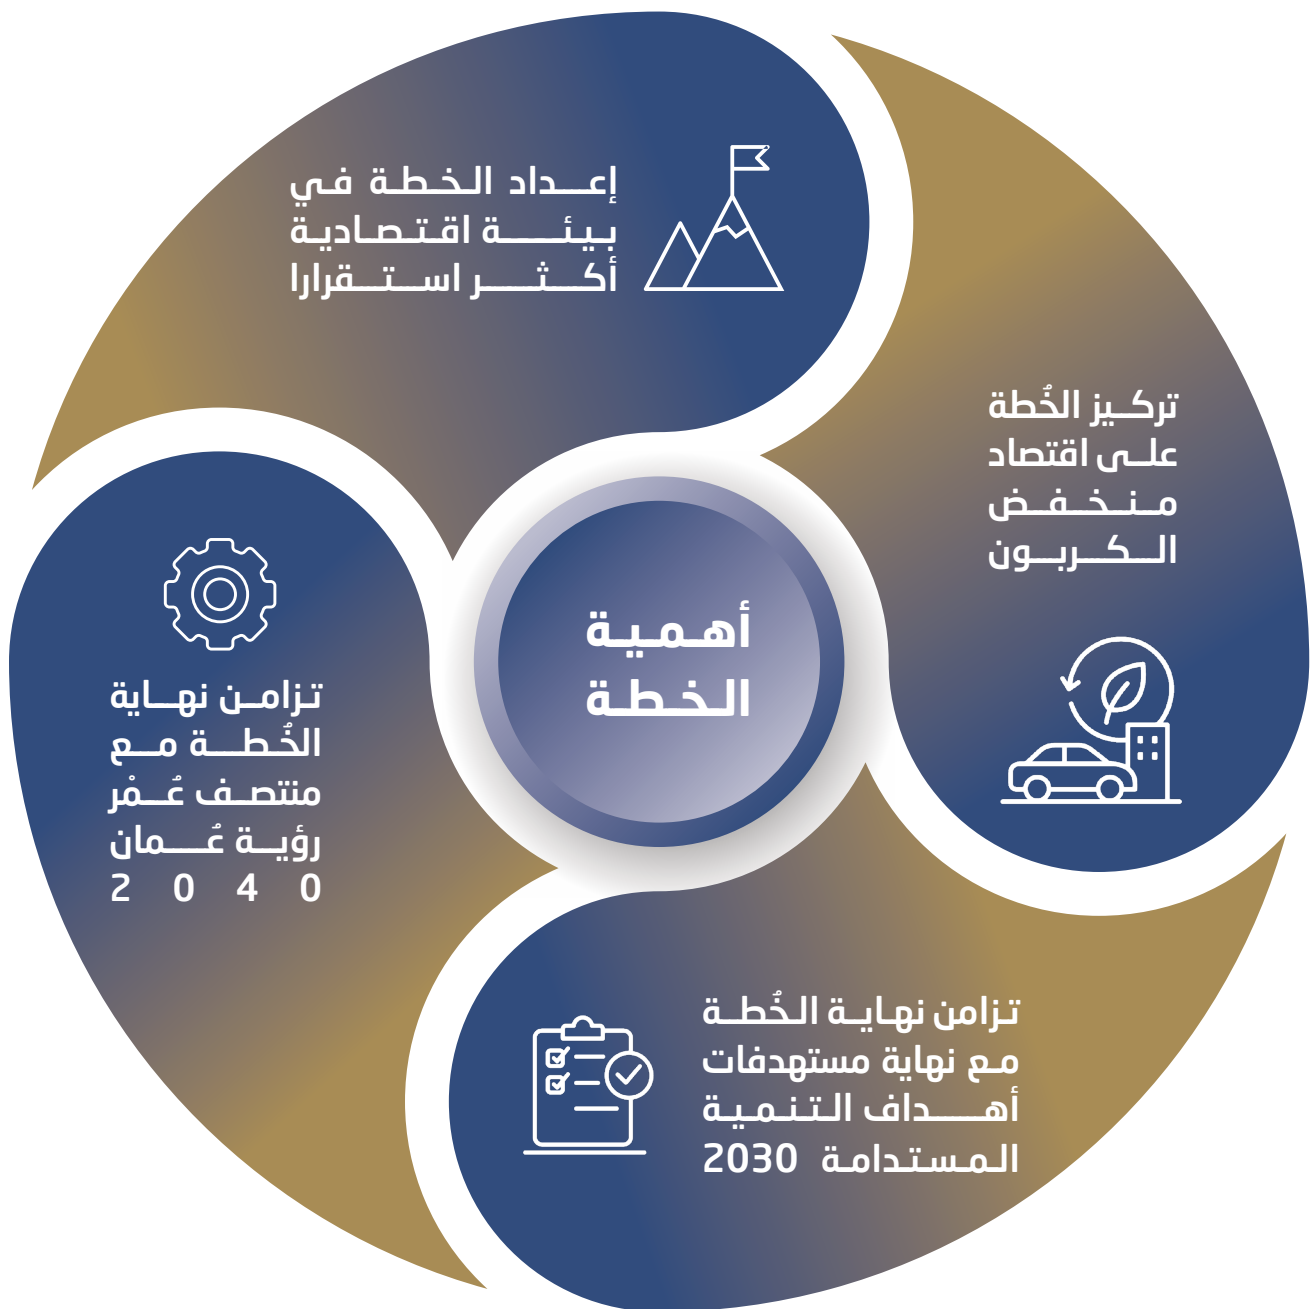 إعداد الخطة في
بيئة اقتصادية
أكثر استقرارا
تركيز الخُطة
على اقتصاد
منخفض
الكربون
أهمية
الخطة
تزامن نهاية
الخُطة مع
منتصف عُمْر
رؤية عُمان
2040
تزامن نهاية الخُطة
مع نهاية مستهدفات
أهداف التنمية
المستدامة 2030